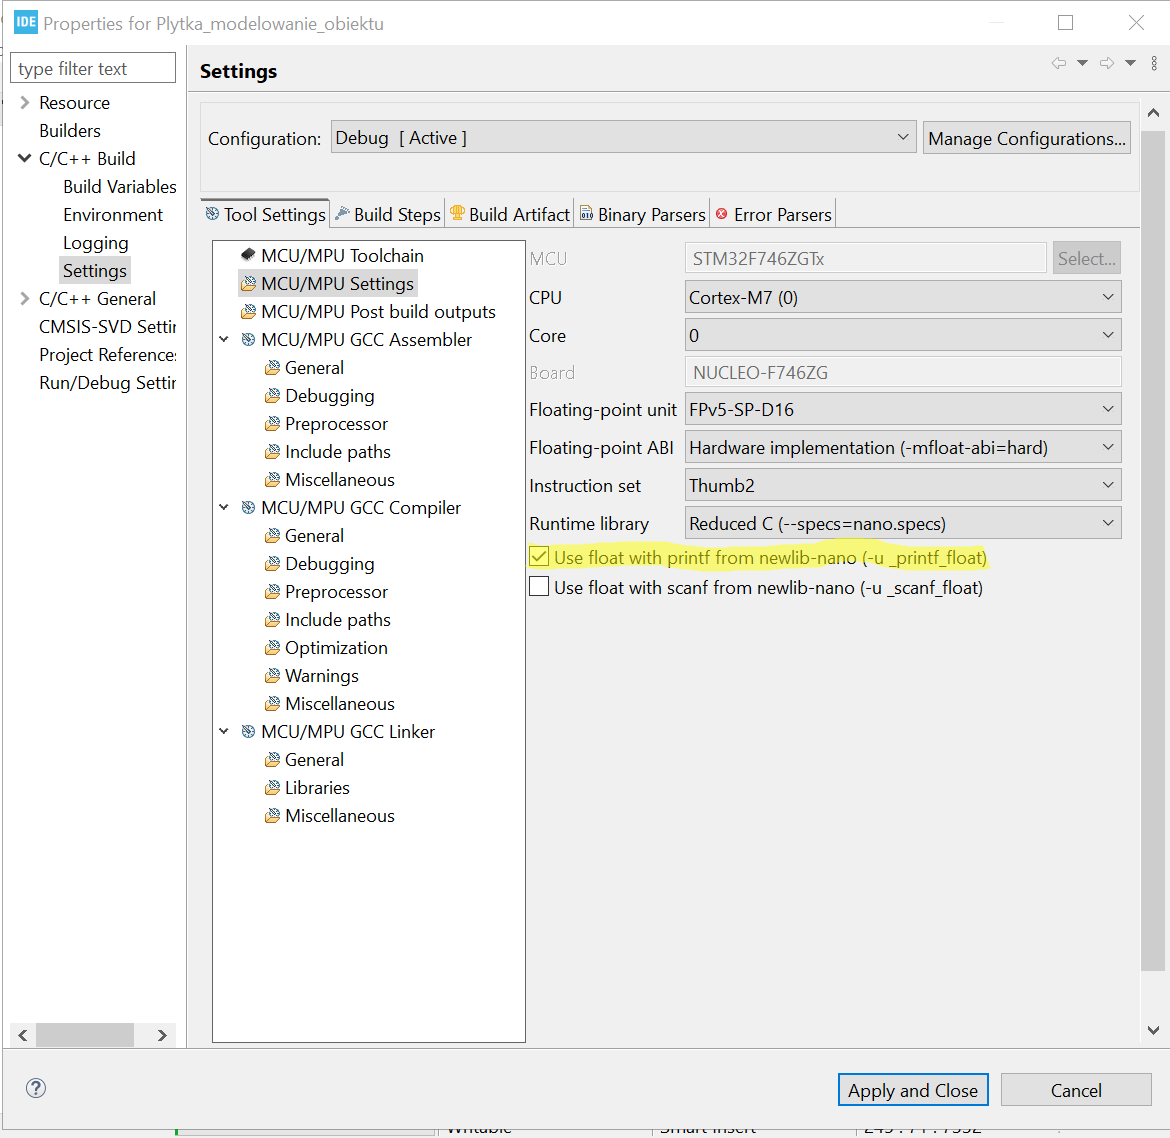 IDE Properties for Plytka_modelowanie_obiektu
type filter text
Resource
Builders
C/C++ Build
Build Variables
Environment
Logging
Settings
C/C++ General
CMSIS-SVD Settin
Project References
Run/Debug Settin
Settings
Configuration: Debug [ Active ] Manage Configurations...
Tool Settings Build Steps Build Artifact Binary Parsers Error Parsers
MCU/MPU Toolchain
MCU/MPU Settings
MCU/MPU Post build outputs
MCU/MPU GCC Assembler
General
Debugging
Preprocessor
Include paths
Miscellaneous
MCU/MPU GCC Compiler
General
Debugging
Preprocessor
Include paths
Optimization
Warnings
Miscellaneous
MCU/MPU GCC Linker
General
Libraries
Miscellaneous
MCU STM32F746ZGTx Select...
CPU Cortex-M7 (0)
Core 0
Board NUCLEO-F746ZG
Floating-point unit FPv5-SP-D16
Floating-point ABI Hardware implementation (-mfloat-abi=hard)
Instruction set Thumb2
Runtime library Reduced C (--specs=nano.specs)
Use float with printf from newlib-nano (-u _printf_float)
Use float with scanf from newlib-nano (-u _scanf_float)
? Apply and Close Cancel
Writable Smart Insert